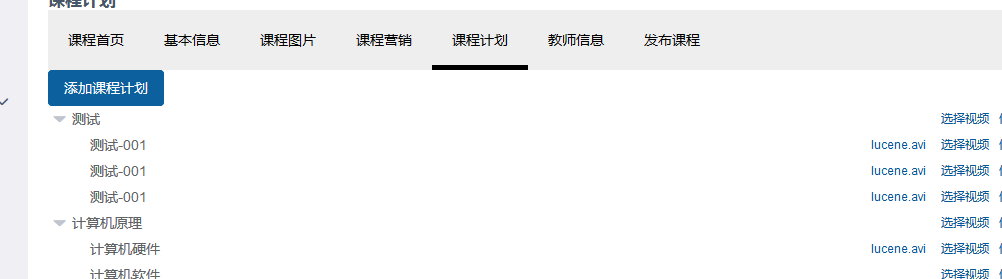 课程计划
课程首页 基本信息 课程图片 课程营销 课程计划 教师信息 发布课程
添加课程计划
测试 选择视频
测试-001 lucene.avi 选择视频
测试-001 lucene.avi 选择视频
测试-001 lucene.avi 选择视频
计算机原理 选择视频
计算机硬件 lucene.avi 选择视频
计算机软件 选择视频